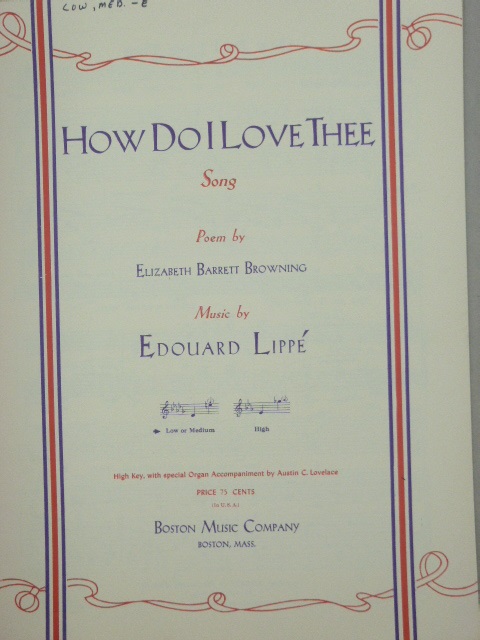 LOW, MED. - E
HOW DO I LOVE THEE
Song
Poem by
ELIZABETH BARRETT BROWNING
Music by
EDOUARD LIPPÉ
Low or Medium High
High Key, with special Organ Accompaniment by Austin C. Lovelace
PRICE 75 CENTS
(In U.S.A.)
BOSTON MUSIC COMPANY
BOSTON, MASS.